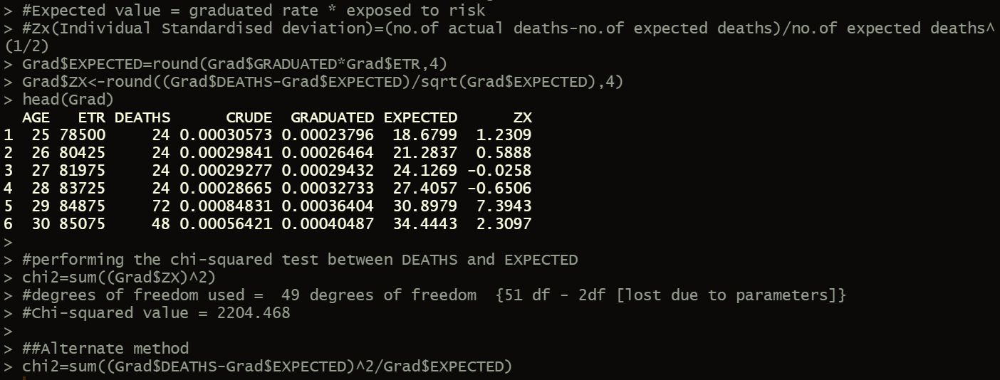 > #Expected value = graduated rate * exposed to risk
> #Zx(Individual Standardised deviation)=(no.of actual deaths-no.of expected deaths)/no.of expected deaths^
(1/2)
> Grad$EXPECTED=round(Grad$GRADUATED*Grad$ETR,4)
> Grad$ZX<-round((Grad$DEATHS-Grad$EXPECTED)/sqrt(Grad$EXPECTED),4)
> head(Grad)
  AGE   ETR DEATHS      CRUDE  GRADUATED EXPECTED      ZX
1  25 78500     24 0.00030573 0.00023796  18.6799  1.2309
2  26 80425     24 0.00029841 0.00026464  21.2837  0.5888
3  27 81975     24 0.00029277 0.00029432  24.1269 -0.0258
4  28 83725     24 0.00028665 0.00032733  27.4057 -0.6506
5  29 84875     72 0.00084831 0.00036404  30.8979  7.3943
6  30 85075     48 0.00056421 0.00040487  34.4443  2.3097
>
> #performing the chi-squared test between DEATHS and EXPECTED
> chi2=sum((Grad$ZX)^2)
> #degrees of freedom used =  49 degrees of freedom  {51 df - 2df [lost due to parameters]}
> #Chi-squared value = 2204.468
>
> ##Alternate method
> chi2=sum((Grad$DEATHS-Grad$EXPECTED)^2/Grad$EXPECTED)